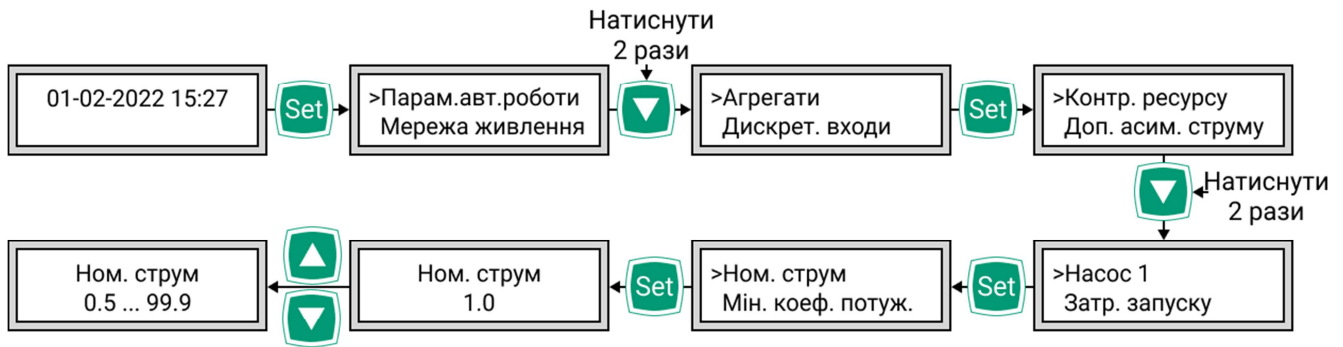 Натиснути
2 рази
01-02-2022 15:27
Set
>Парам.авт.роботи
Мережа живлення
>Агрегати
Дискрет. входи
Set
>Контр. ресурсу
Доп. асим. струму
Натиснути
2 рази
>Насос 1
Затр. запуску
Set
>Ном. струм
Мін. коеф. потуж.
Set
Ном. струм
1.0
Ном. струм
0.5 ... 99.9